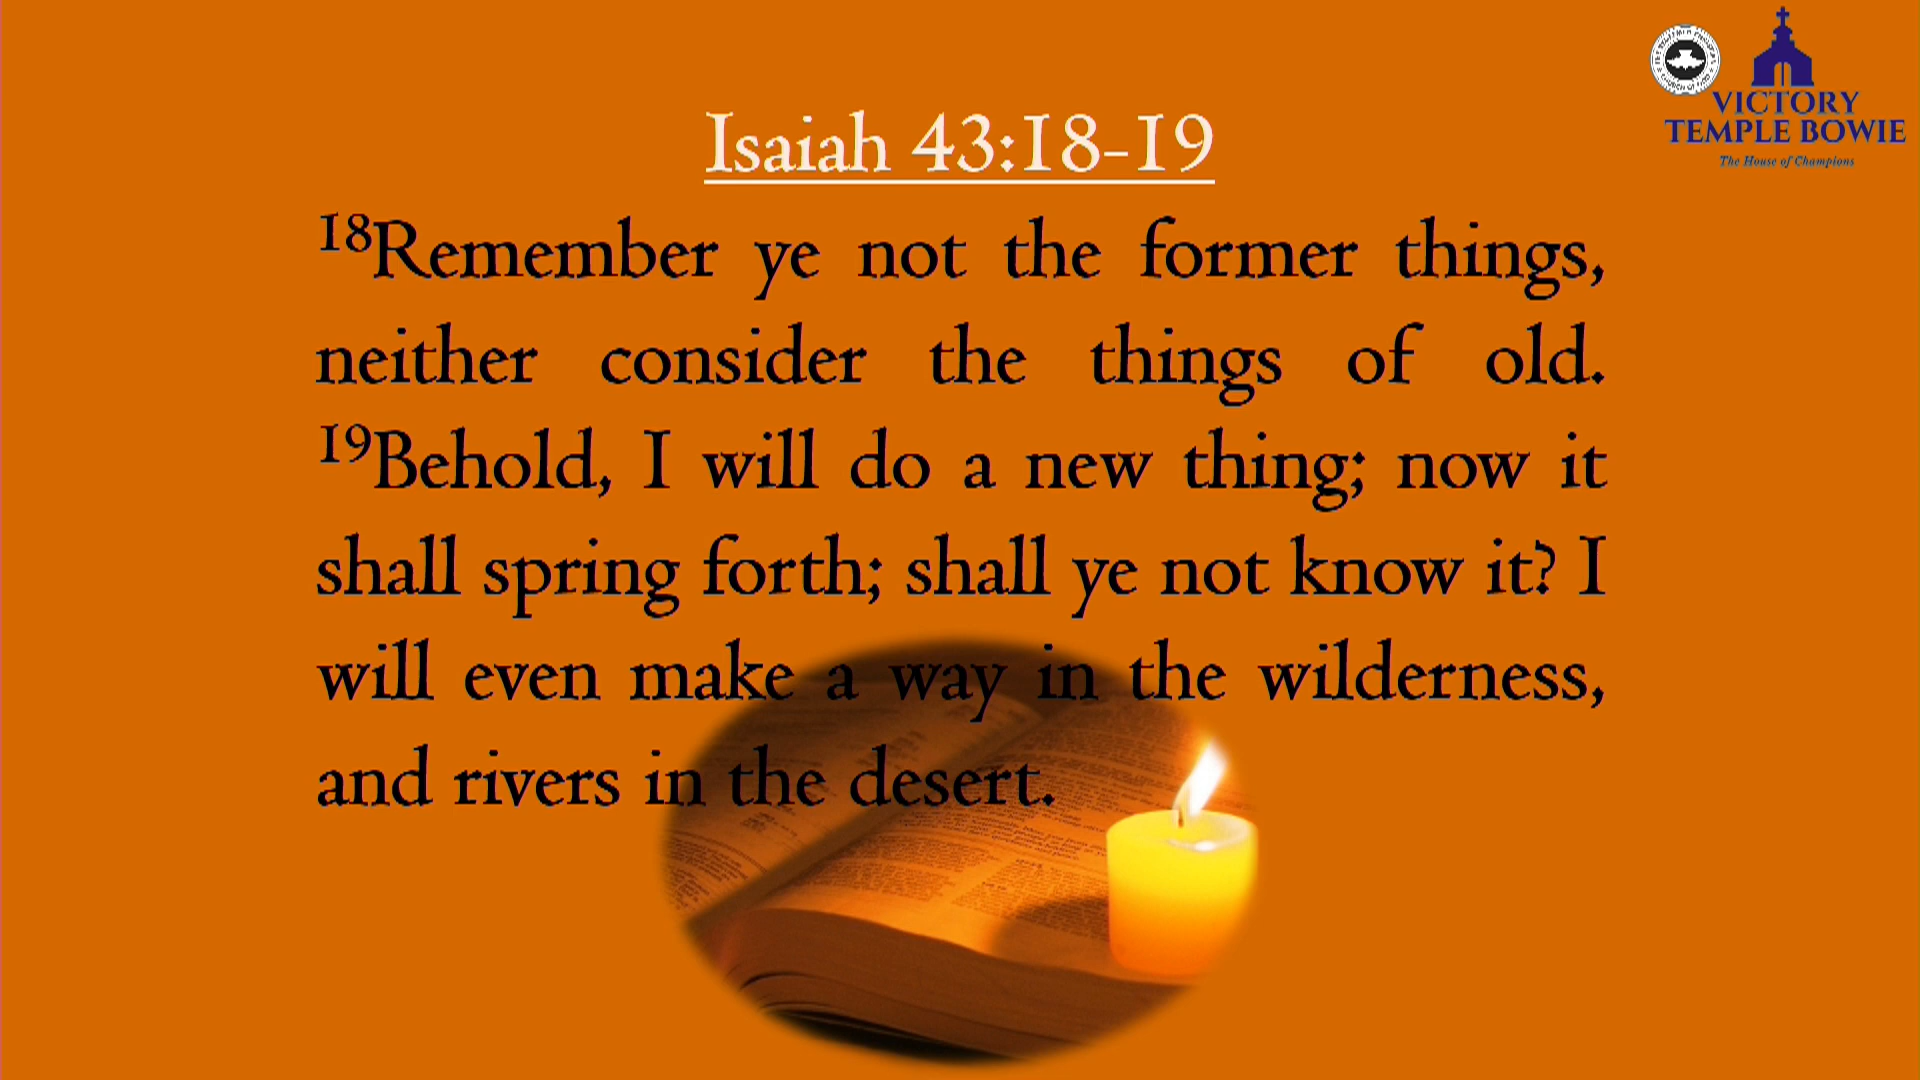 VICTORY
TEMPLE BOWIE
The House of Champions
Isaiah 43:18-19
18Remember ye not the former things,
neither consider the things of old.
19Behold, I will do a new thing; now it
shall spring forth; shall ye not know it? I
will even make a way in the wilderness,
and rivers in the desert.